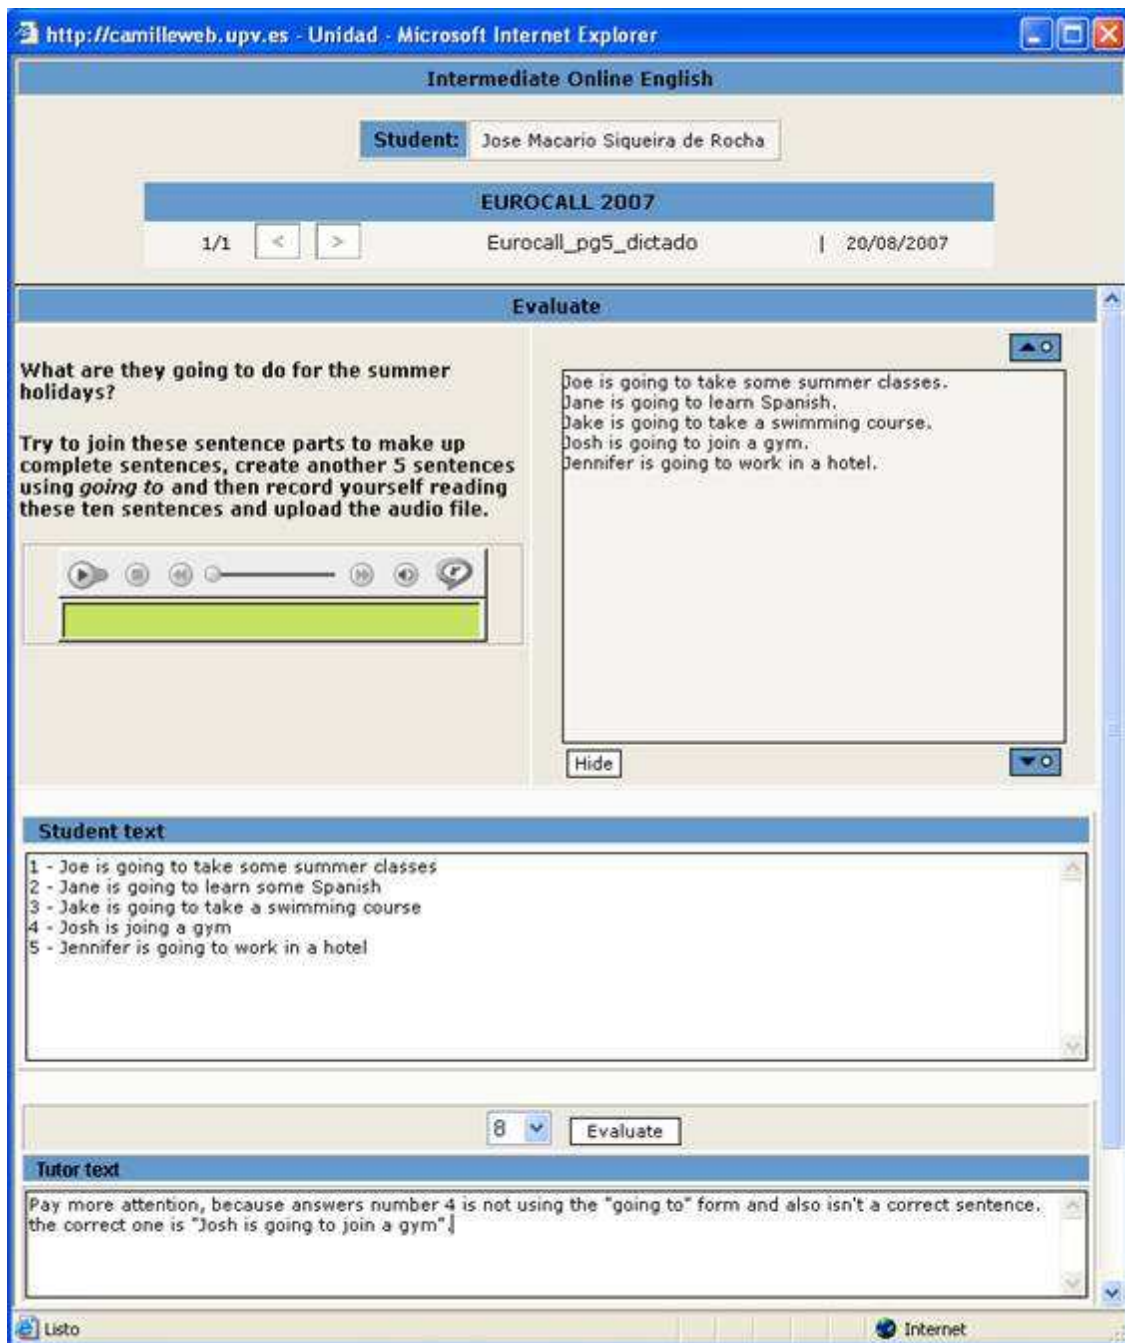 http://camilleweb.upv.es - Unidad - Microsoft Internet Explorer
Intermediate Online English
Student: Jose Macario Siqueira de Rocha
EUROCALL 2007
1/1 < > Eurocall_pg5_dictado | 20/08/2007
Evaluate
What are they going to do for the summer
holidays?
Try to join these sentence parts to make up
complete sentences, create another 5 sentences
using going to and then record yourself reading
these ten sentences and upload the audio file.
Joe is going to take some summer classes.
Jane is going to learn Spanish.
Jake is going to take a swimming course.
Josh is going to join a gym.
Jennifer is going to work in a hotel.
Hide
Student text
1 - Joe is going to take some summer classes
2 - Jane is going to learn some Spanish
3 - Jake is going to take a swimming course
4 - Josh is joing a gym
5 - Jennifer is going to work in a hotel
8 Evaluate
Tutor text
Pay more attention, because answers number 4 is not using the "going to" form and also isn't a correct sentence.
the correct one is "Josh is going to join a gym".
Listo Internet